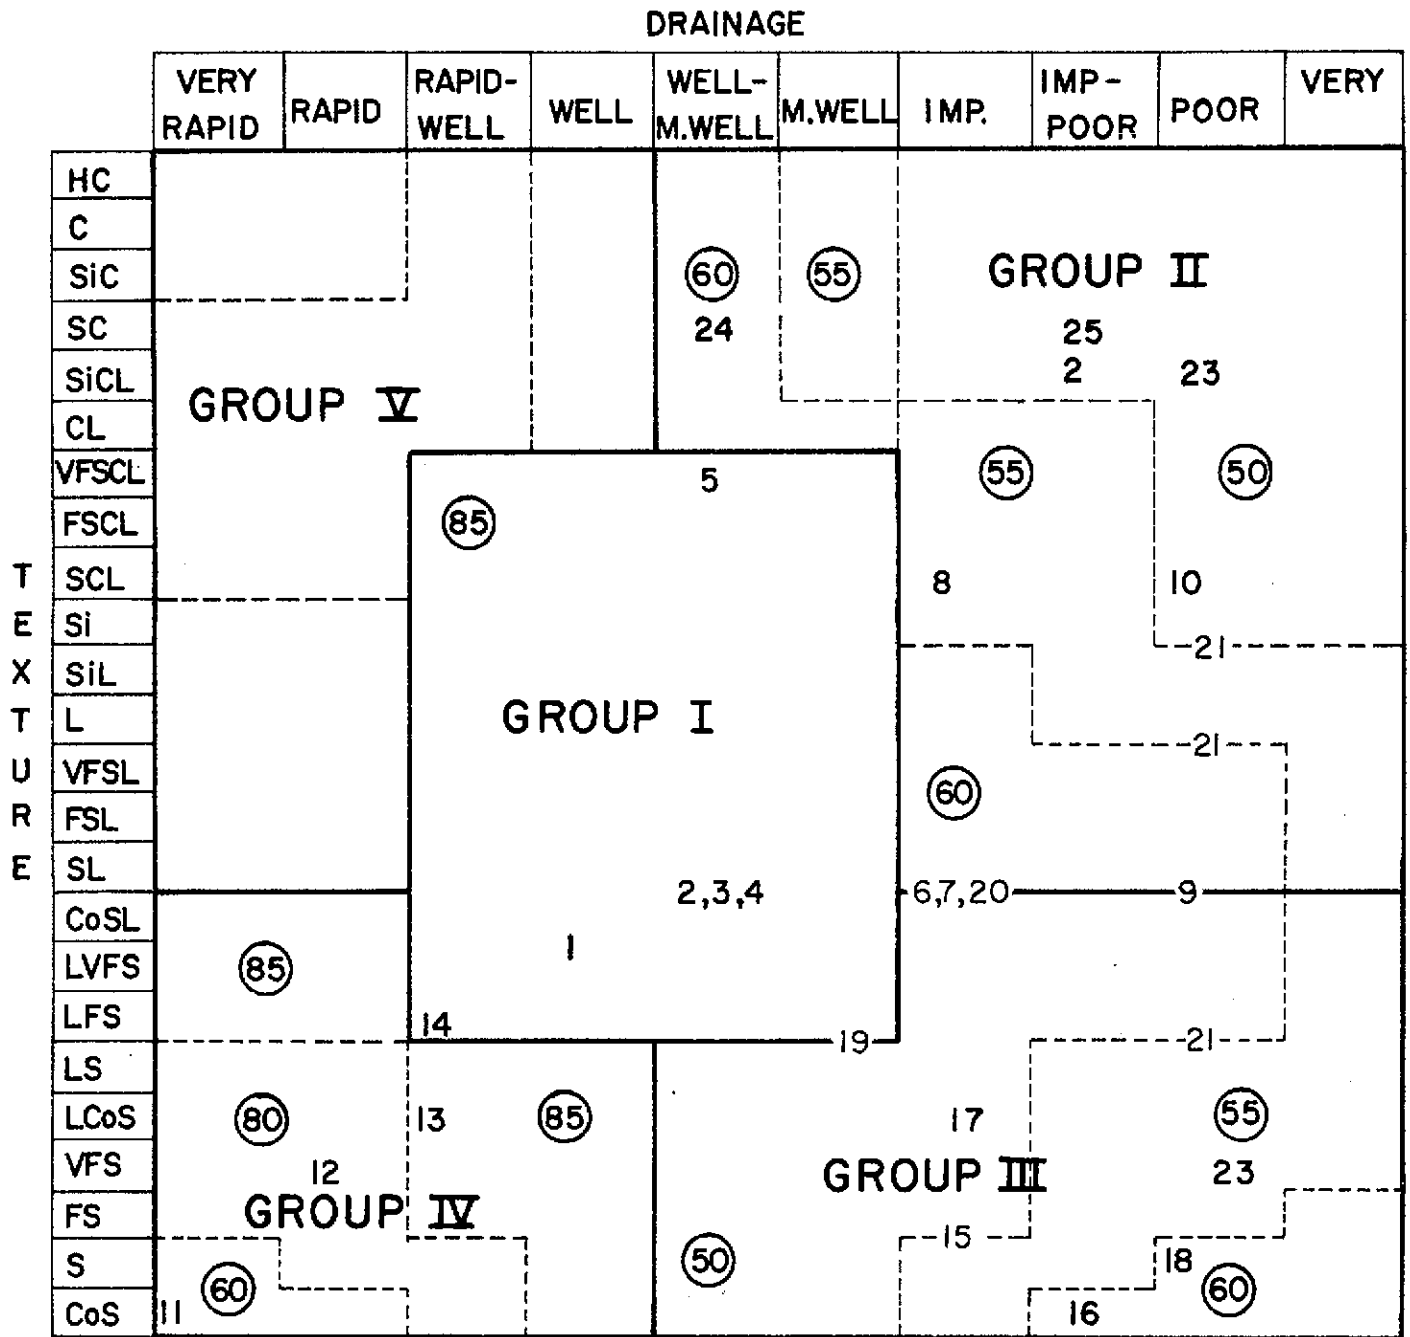 DRAINAGE
VERY RAPID
RAPID
RAPID-WELL
WELL
WELL-M.WELL
M.WELL
IMP.
IMP-POOR
POOR
VERY
TEXTURE
HC
C
SiC
60 55 GROUP II
SC
24 25
SiCL
2 23
GROUP V
CL
VFSCL
5 55 50
FSCL
85
SCL
8 10
Si
SiL
21
L
GROUP I
21
VFSL
60
FSL
SL
2,3,4 6,7,20 9
CoSL
LVFS
85 1
LFS
14 19 21
LS
LCoS
80 13 85 17 55
VFS
12 GROUP III 23
FS
GROUP IV
15
S
50 18
60 60
CoS
11 16